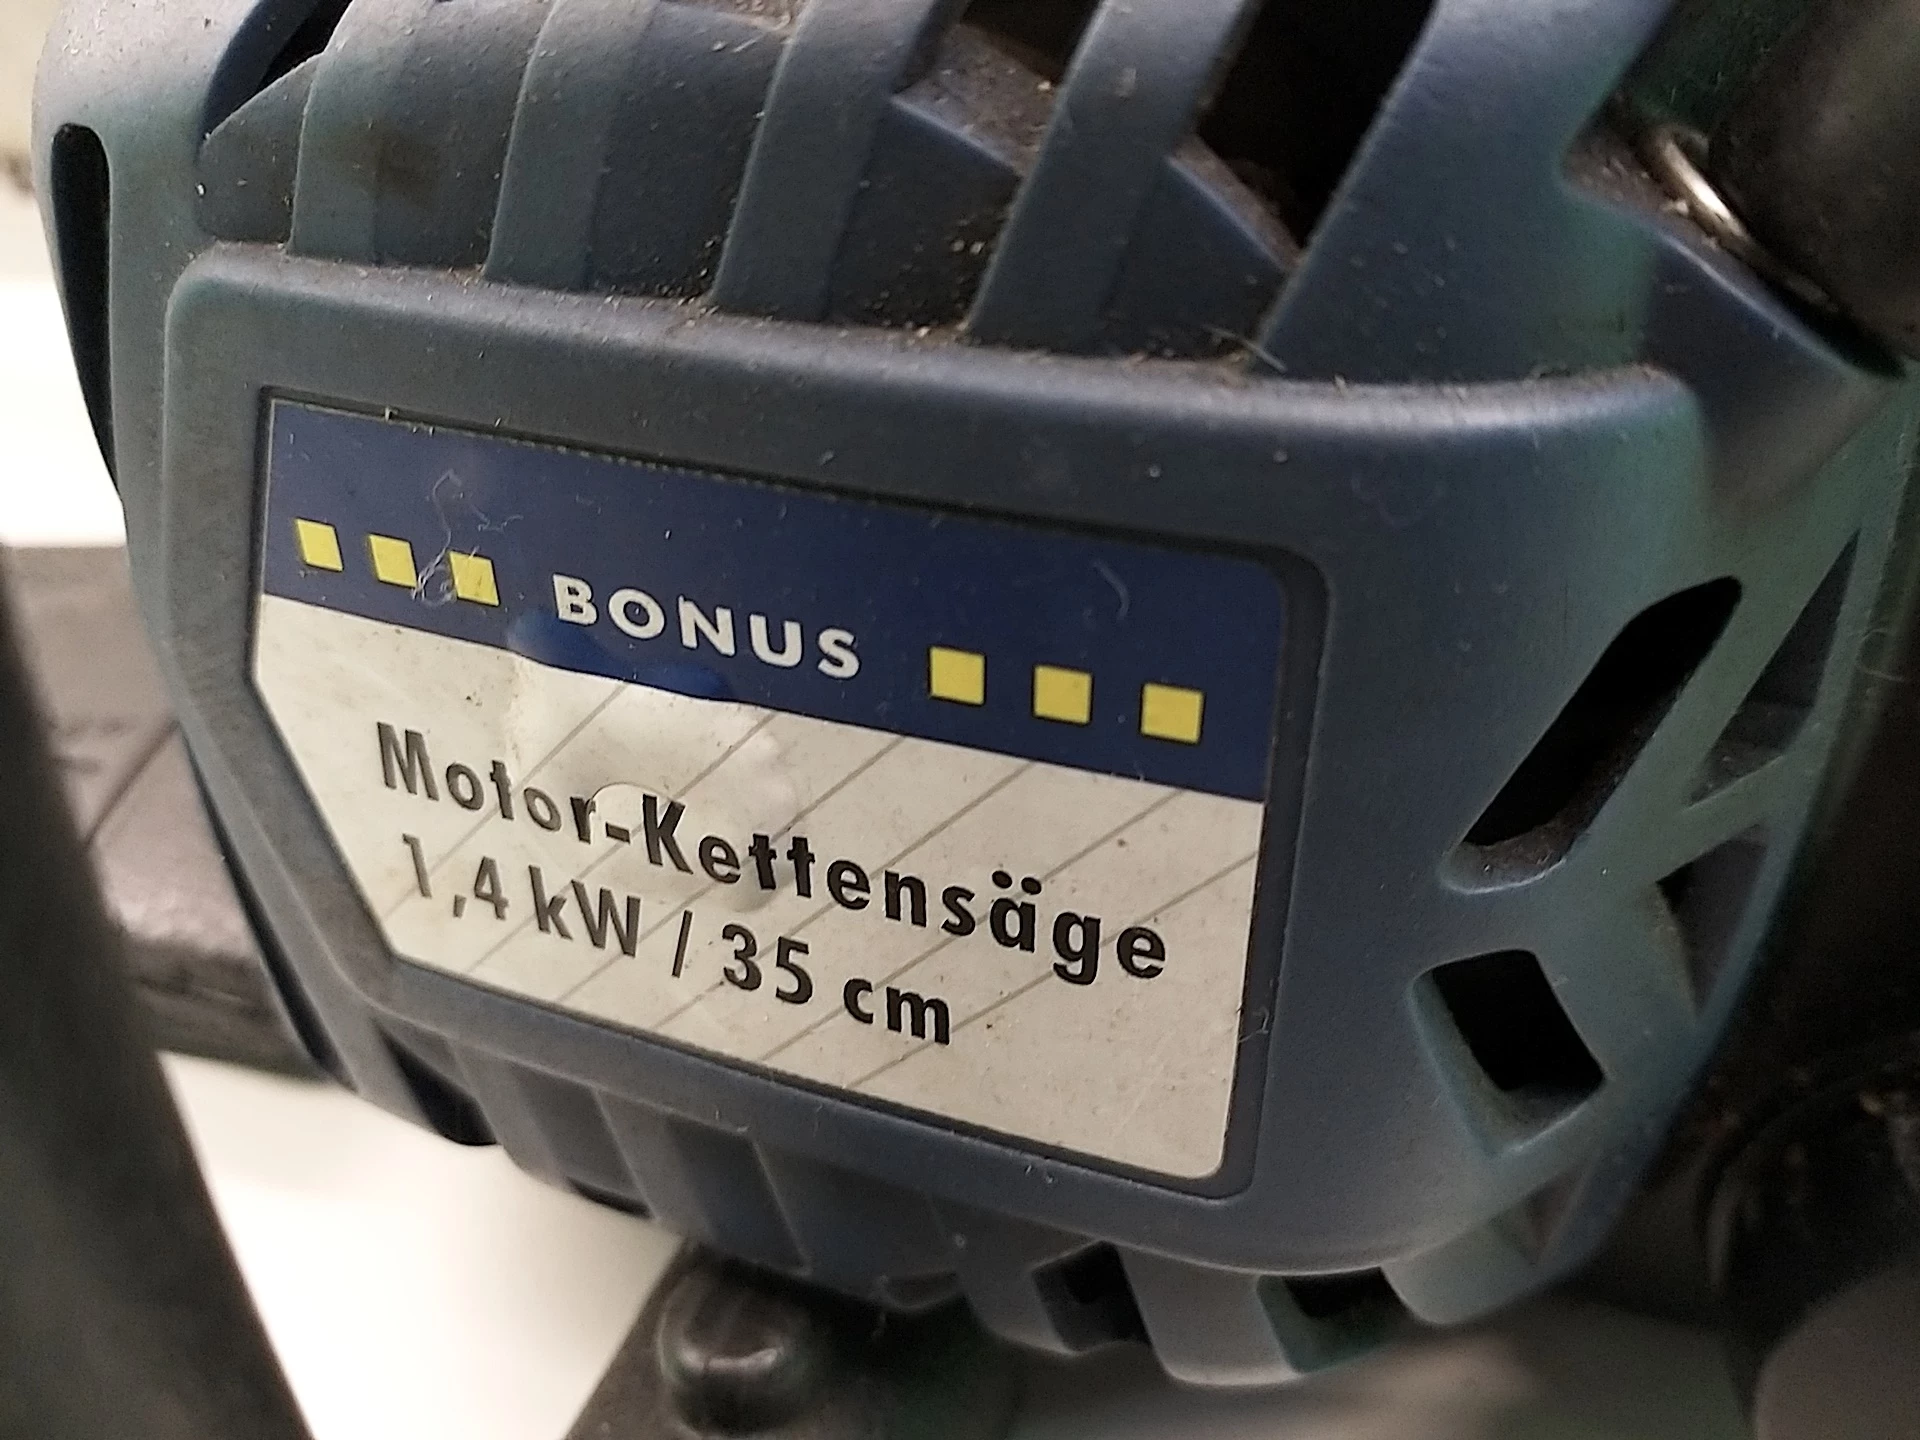 BONUS
Motor-Kettensäge
1,4 kW / 35 cm